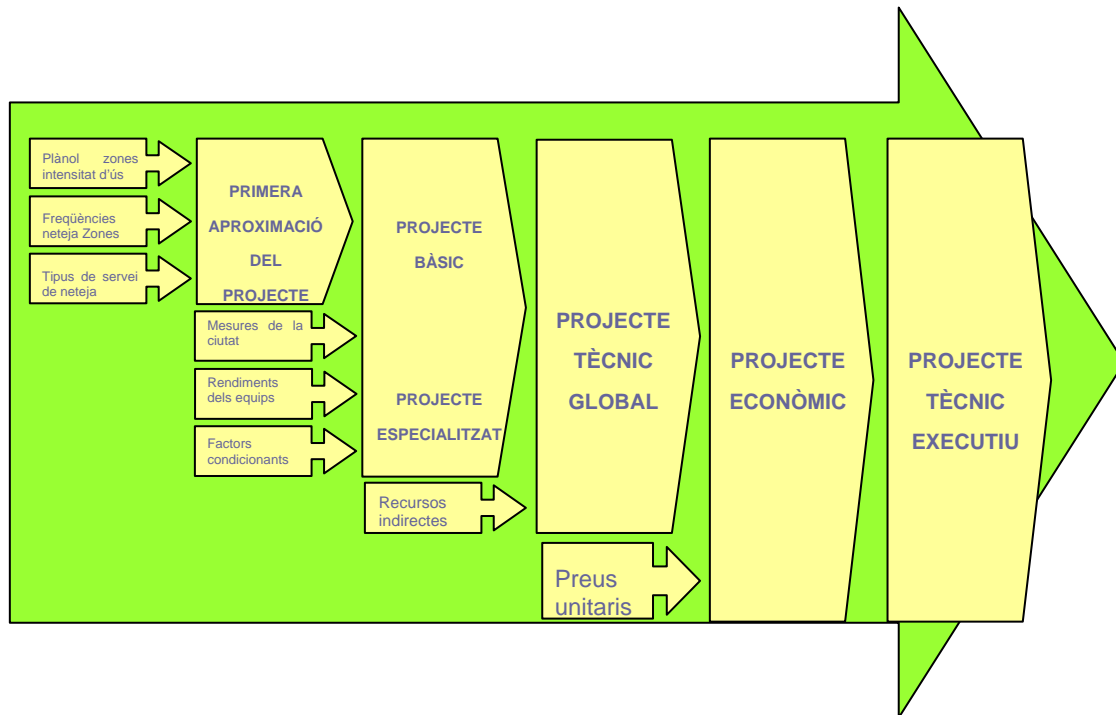 Plànol zones
intensitat d'ús
Freqüències
neteja Zones
Tipus de servei
de neteja
PRIMERA
APROXIMACIÓ
DEL
PROJECTE
Mesures de la
ciutat
Rendiments
dels equips
Factors
condicionants
PROJECTE
BÀSIC
PROJECTE
ESPECIALITZAT
Recursos
indirectes
PROJECTE
TÈCNIC
GLOBAL
Preus
unitaris
PROJECTE
ECONÒMIC
PROJECTE
TÈCNIC
EXECUTIU